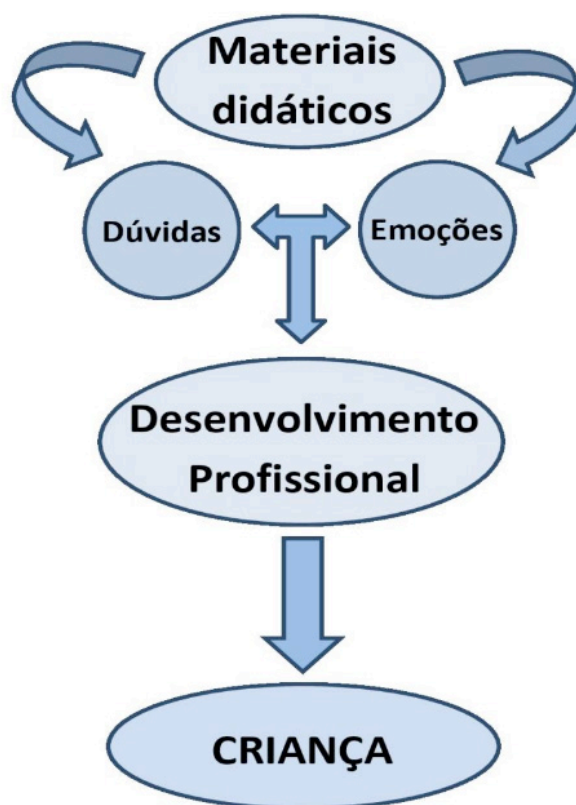 Materiais
didáticos
Dúvidas
Emoções
Desenvolvimento
Profissional
CRIANÇA